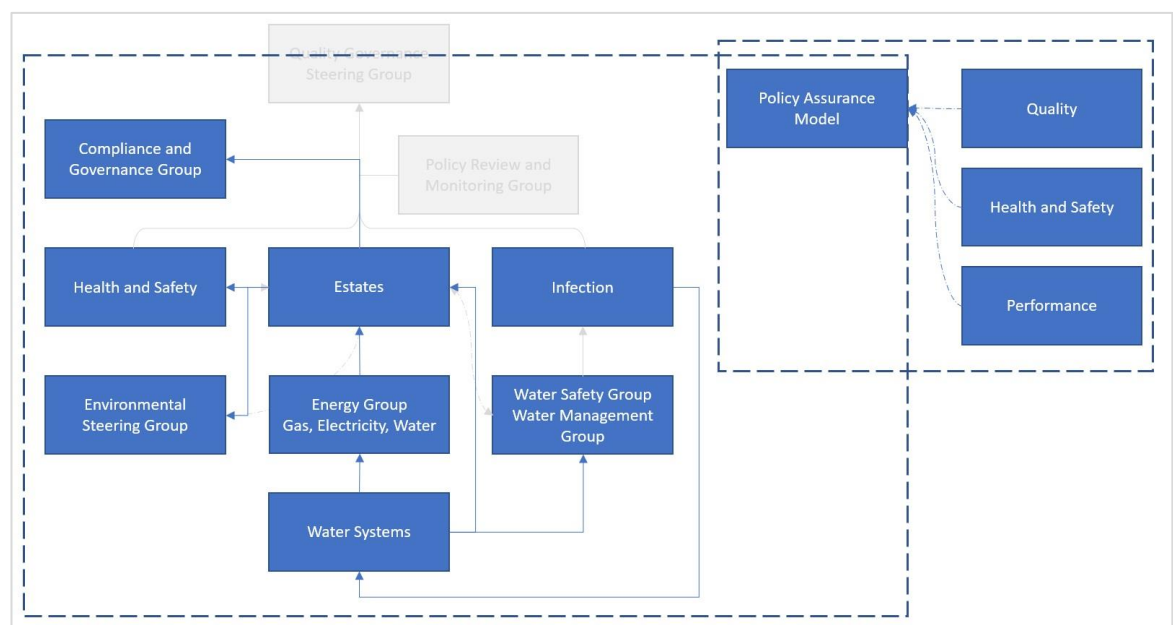 Quality Governance
Steering Group
Policy Assurance
Model
Quality
Compliance and
Governance Group
Policy Review and
Monitoring Group
Health and Safety
Health and Safety
Estates
Infection
Performance
Environmental
Steering Group
Energy Group
Gas, Electricity, Water
Water Safety Group
Water Management
Group
Water Systems